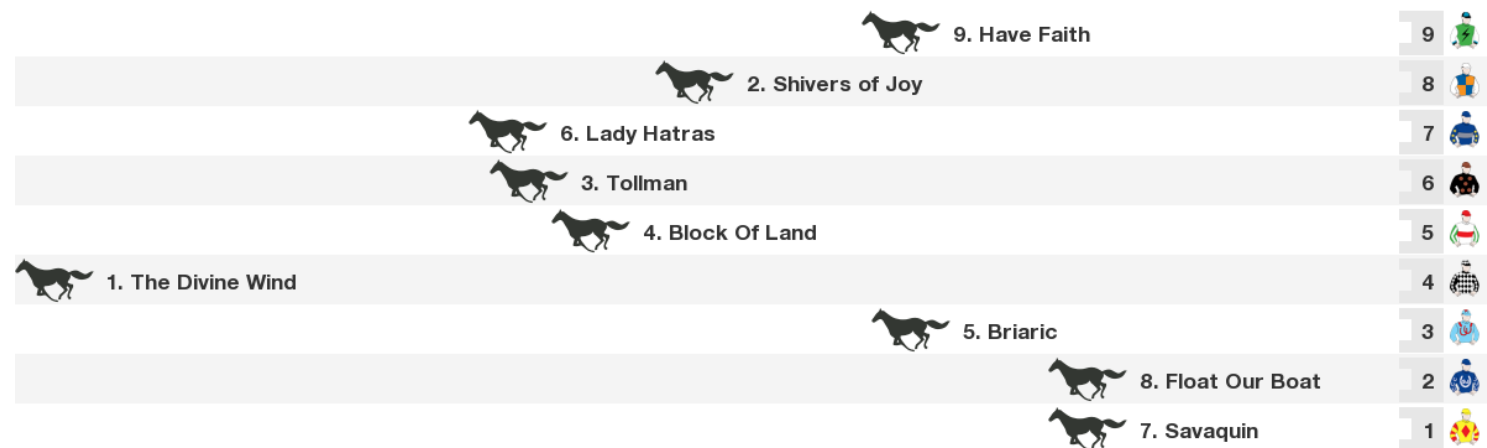 9. Have Faith 9
2. Shivers of Joy 8
6. Lady Hatras 7
3. Tollman 6
4. Block Of Land 5
1. The Divine Wind 4
5. Briaric 3
8. Float Our Boat 2
7. Savaquin 1